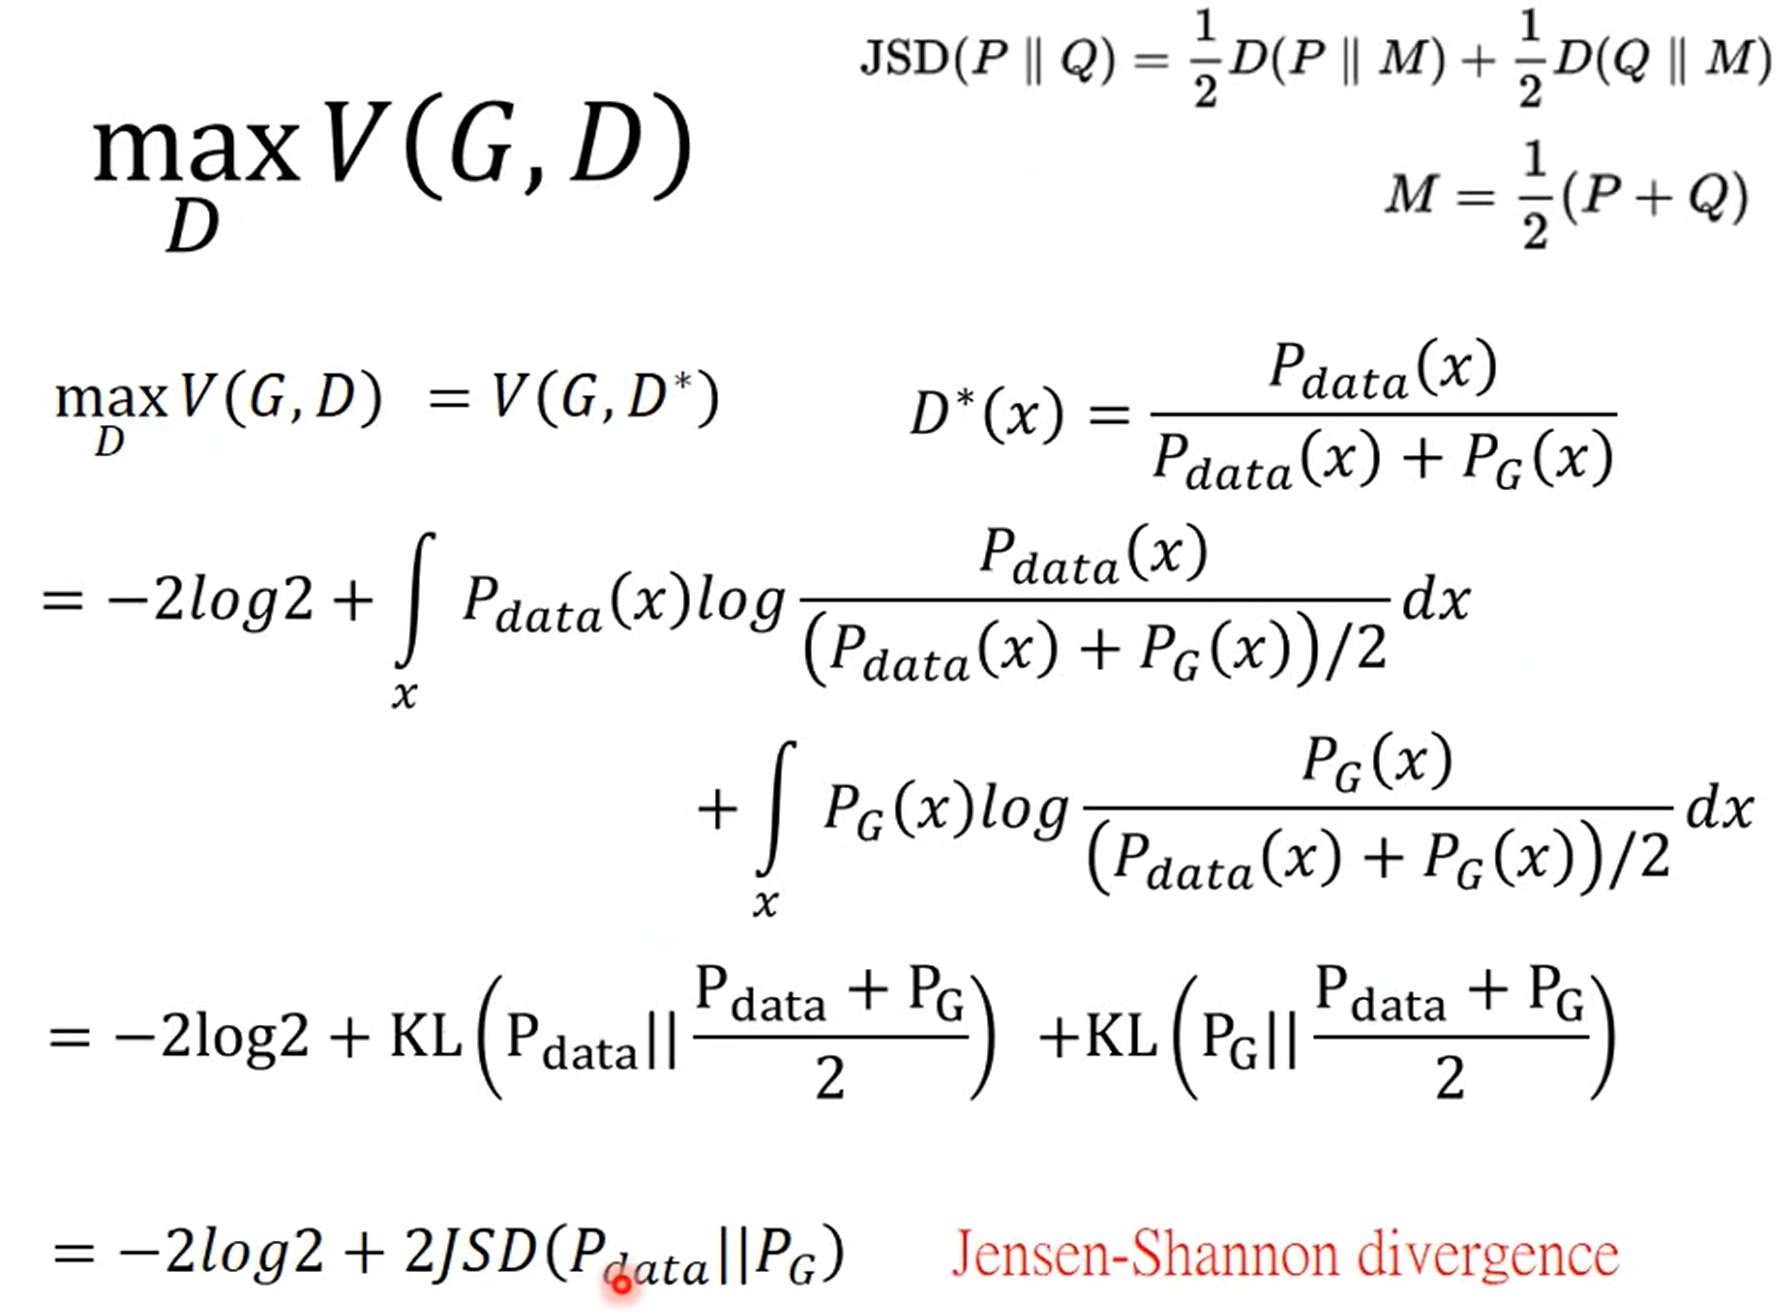 JSD(P ∥ Q) = 1/2 D(P ∥ M) + 1/2 D(Q ∥ M)
max_D V(G, D)
M = 1/2 (P + Q)
max_D V(G, D) = V(G, D*)
D*(x) = P_data(x) / (P_data(x) + P_G(x))
= −2log2 + ∫_x P_data(x)log P_data(x) / ((P_data(x) + P_G(x))/2) dx
+ ∫_x P_G(x)log P_G(x) / ((P_data(x) + P_G(x))/2) dx
= −2log2 + KL(P_data||(P_data + P_G)/2) +KL(P_G||(P_data + P_G)/2)
= −2log2 + 2JSD(P_data||P_G)
Jensen-Shannon divergence